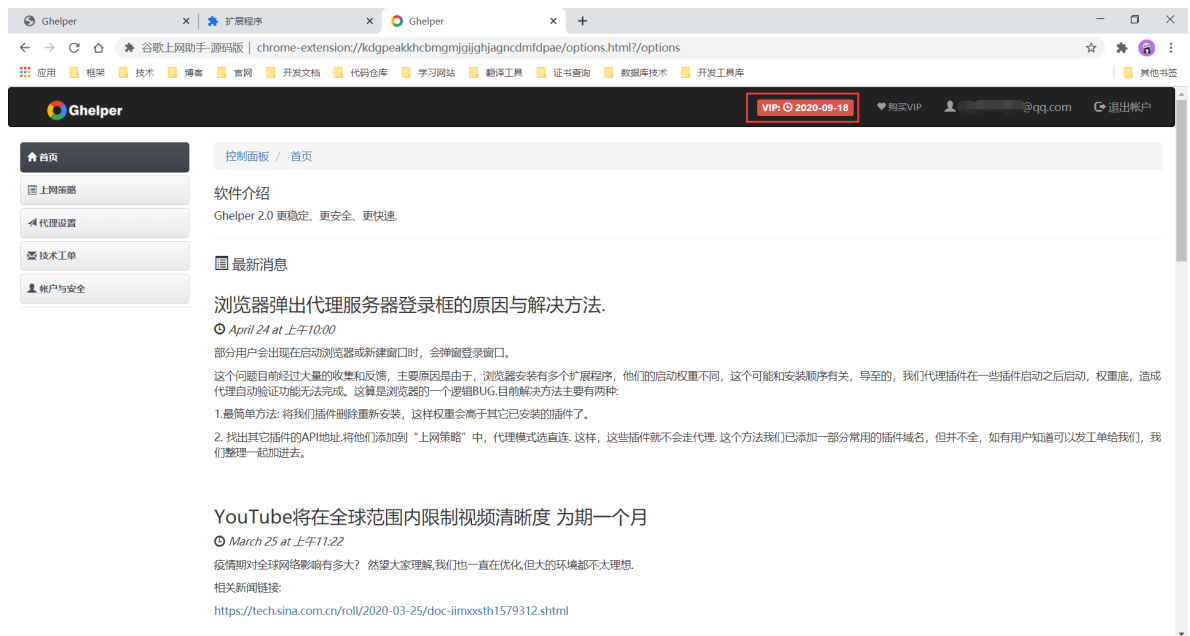 Ghelper
扩展程序
Ghelper
谷歌上网助手-源码版 | chrome-extension://kdgpeakkhcbmgmjgijghjagncdmfdpae/options.html?/options
应用 框架 技术 博客 官网 开发文档 代码仓库 学习网站 翻译工具 证书查询 数据库技术 开发工具库 其他书签
Ghelper VIP: 2020-09-18 购买VIP @qq.com 退出帐户
首页
上网策略
代理设置
技术工单
帐户与安全
控制面板 / 首页
软件介绍
Ghelper 2.0 更稳定、更安全、更快速.
最新消息
浏览器弹出代理服务器登录框的原因与解决方法.
April 24 at 上午10:00
部分用户会出现在启动浏览器或新建窗口时，会弹窗登录窗口。
这个问题目前经过大量的收集和反馈，主要原因是由于，浏览器安装有多个扩展程序，他们的启动权重不同，这个可能和安装顺序有关，导至的，我们代理插件在一些插件启动之后启动，权重底，造成
代理自动验证功能无法完成。这算是浏览器的一个逻辑BUG.目前解决方法主要有两种:
1.最简单方法: 将我们插件删除重新安装，这样权重会高于其它已安装的插件了。
2. 找出其它插件的API地址.将他们添加到“上网策略”中，代理模式选直连. 这样，这些插件就不会走代理. 这个方法我们已添加一部分常用的插件域名，但并不全，如有用户知道可以发工单给我们，我
们整理一起加进去。
YouTube将在全球范围内限制视频清晰度 为期一个月
March 25 at 上午11:22
疫情期对全球网络影响有多大？ 然望大家理解,我们也一直在优化,但大的环境都不太理想.
相关新闻链接:
https://tech.sina.com.cn/roll/2020-03-25/doc-iimxxsth1579312.shtml